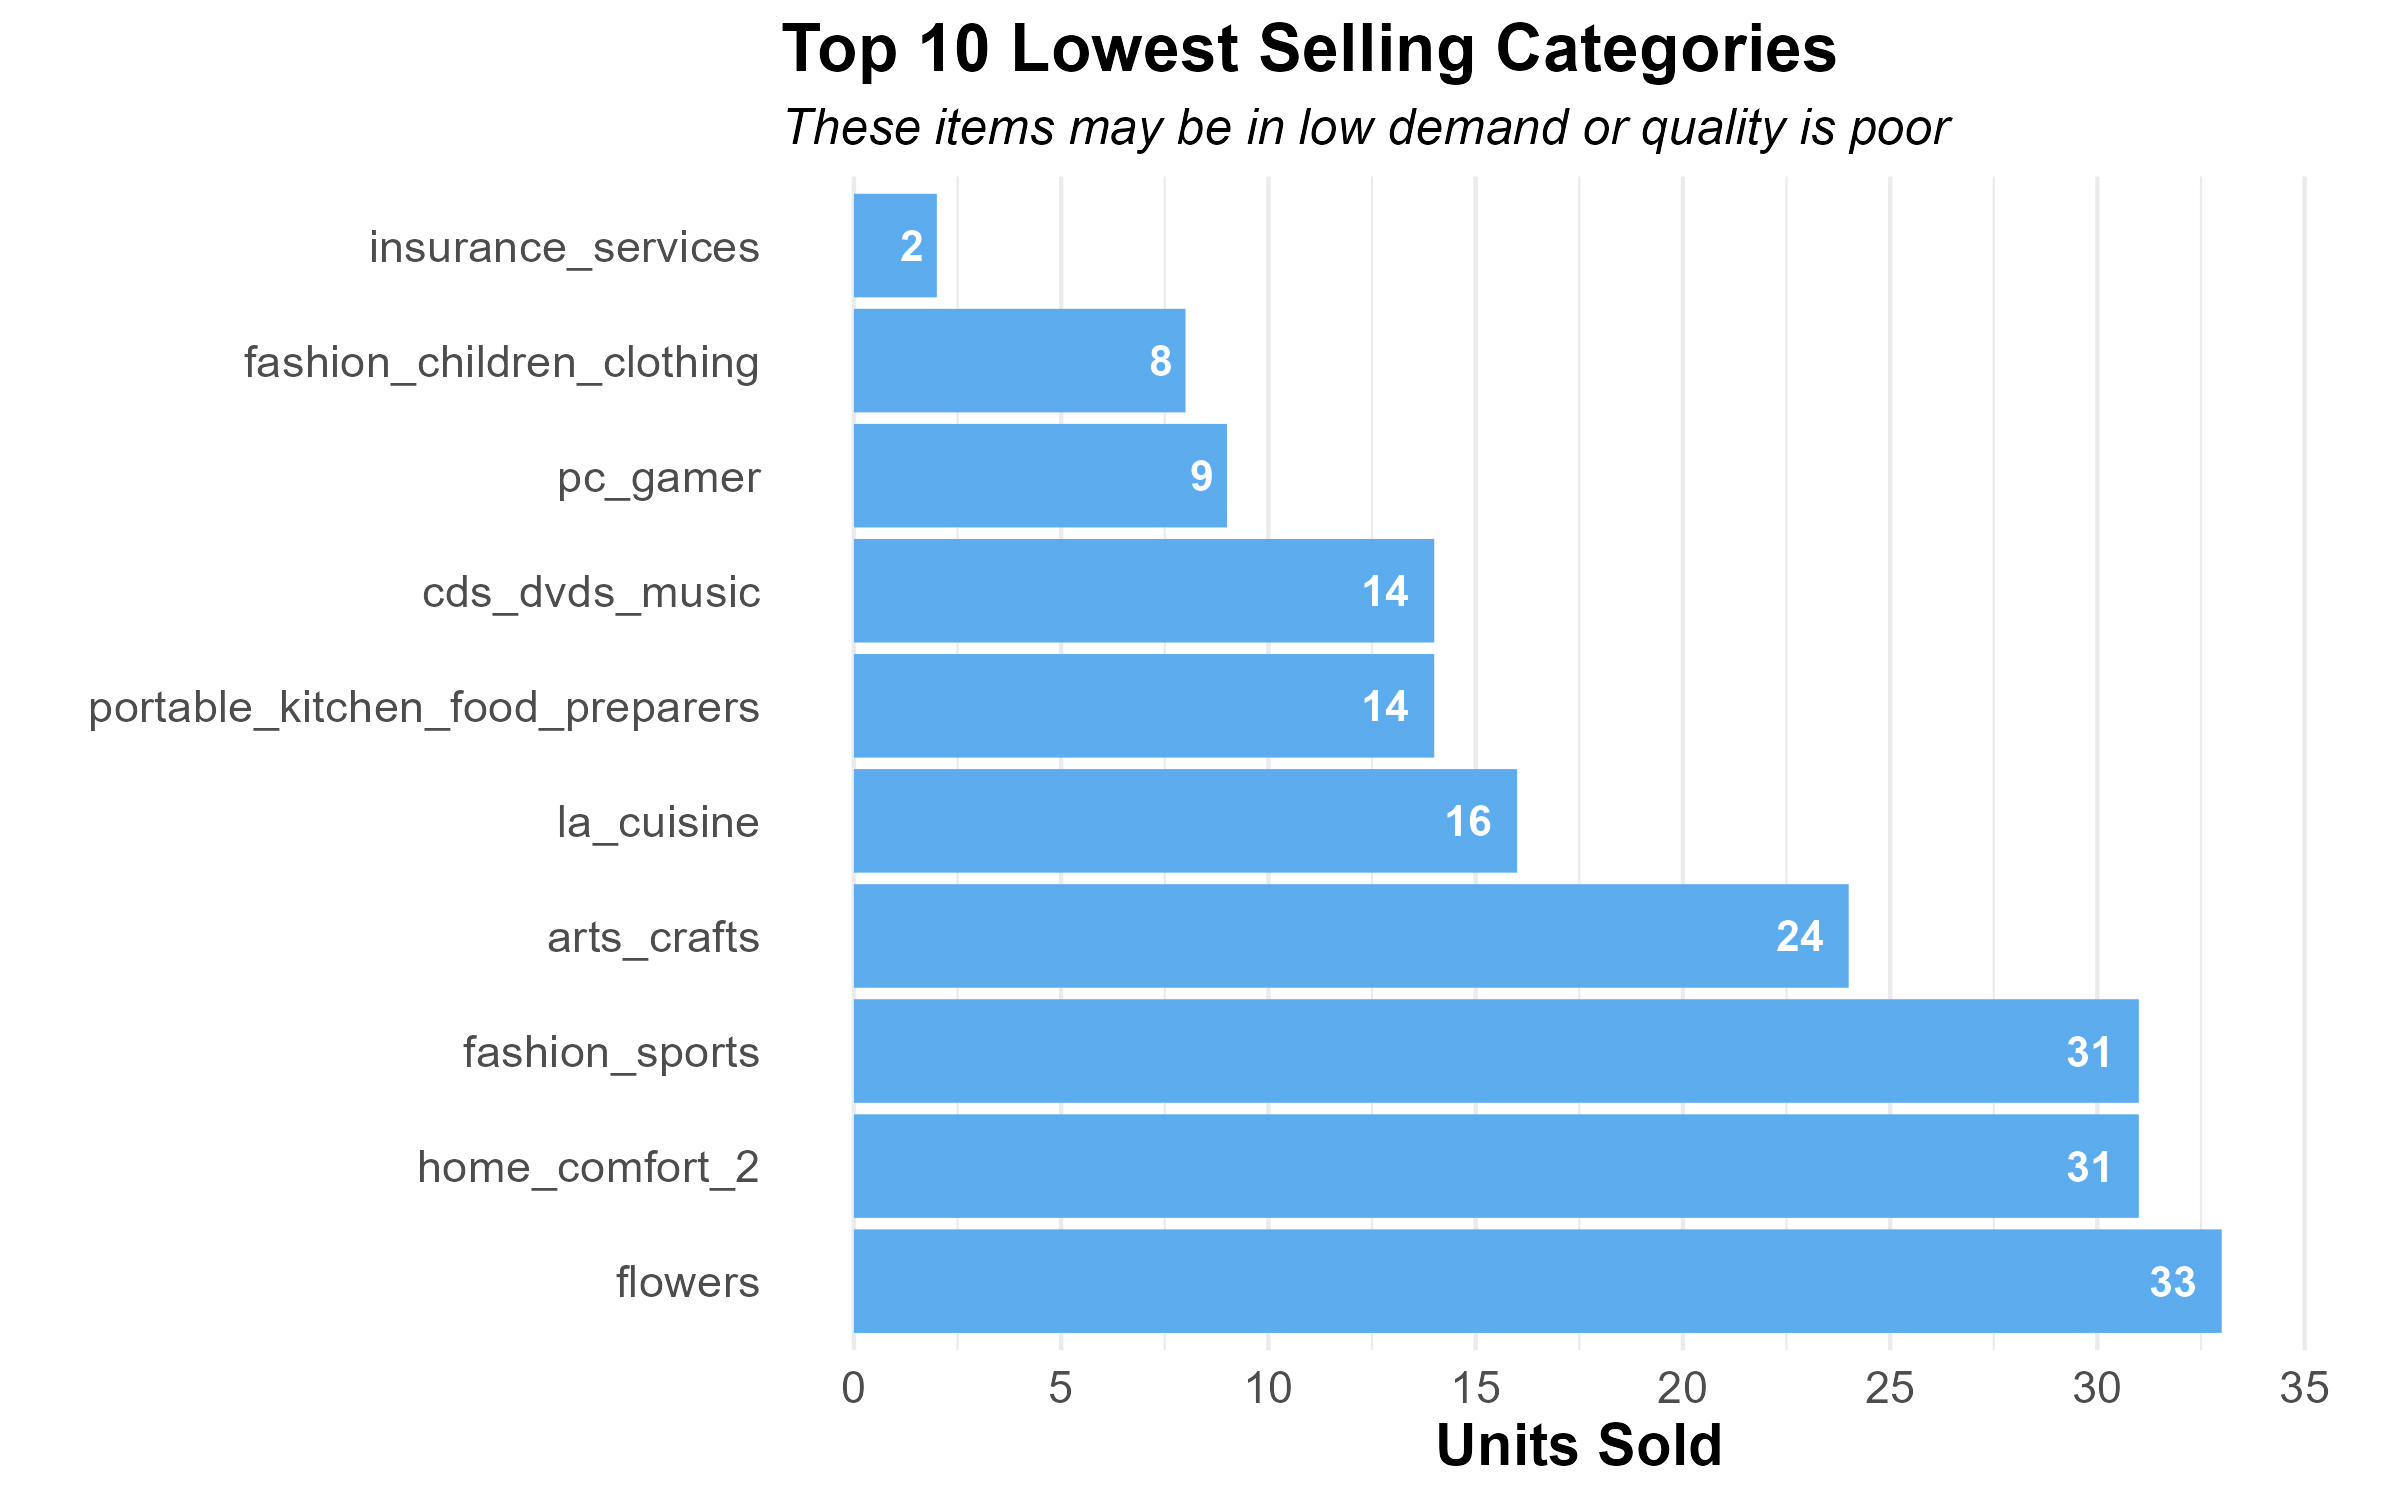 Top 10 Lowest Selling Categories
These items may be in low demand or quality is poor
insurance_services 2
fashion_children_clothing 8
pc_gamer 9
cds_dvds_music 14
portable_kitchen_food_preparers 14
la_cuisine 16
arts_crafts 24
fashion_sports 31
home_comfort_2 31
flowers 33
0 5 10 15 20 25 30 35
Units Sold